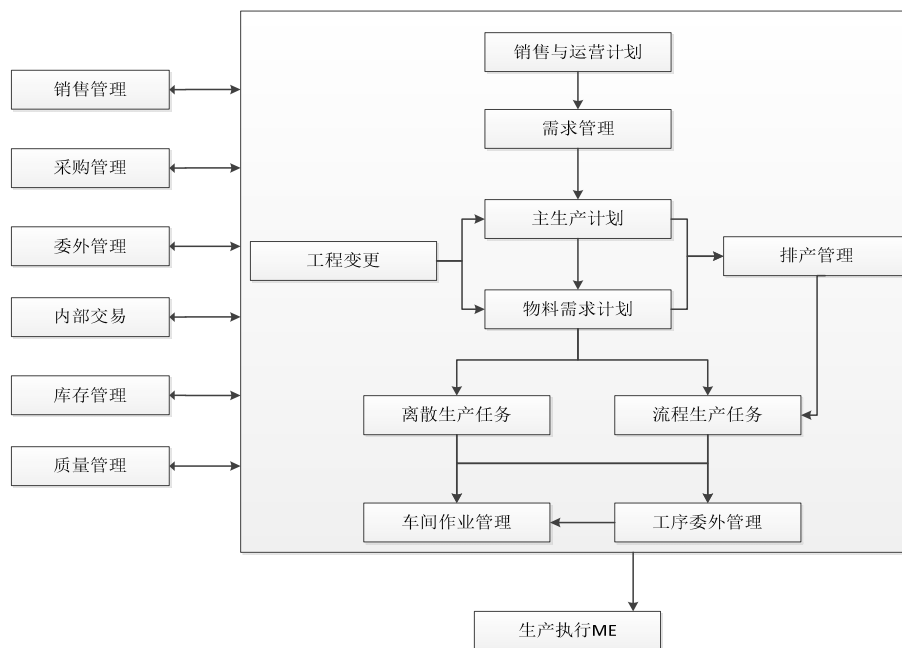 销售与运营计划
销售管理
需求管理
采购管理
主生产计划
委外管理
工程变更
排产管理
内部交易
物料需求计划
库存管理
离散生产任务
流程生产任务
质量管理
车间作业管理
工序委外管理
生产执行ME